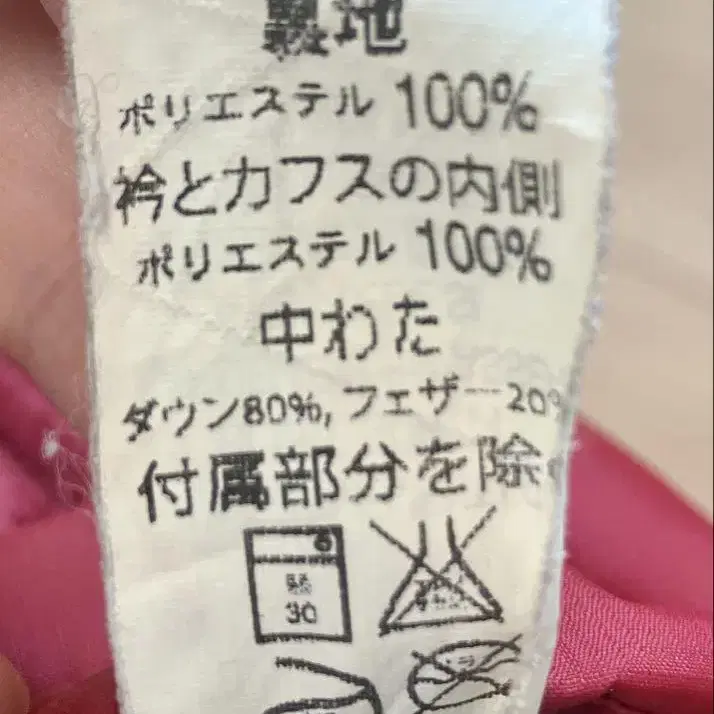 裏地
ポリエステル 100%
衿とカフスの内側
ポリエステル 100%
中わた
ダウン80%, フェザー20%
付属部分を除く
30